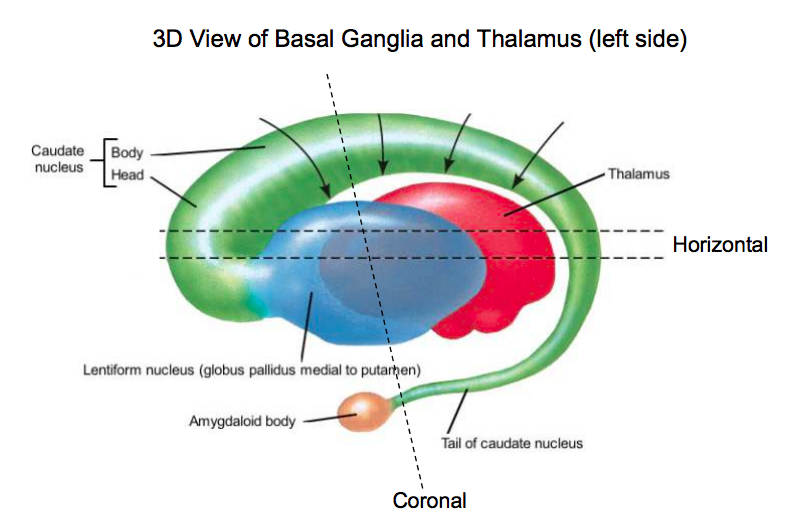 3D View of Basal Ganglia and Thalamus (left side)
Caudate
nucleus
Body
Head
Thalamus
Horizontal
Lentiform nucleus (globus pallidus medial to putamen)
Amygdaloid body
Tail of caudate nucleus
Coronal